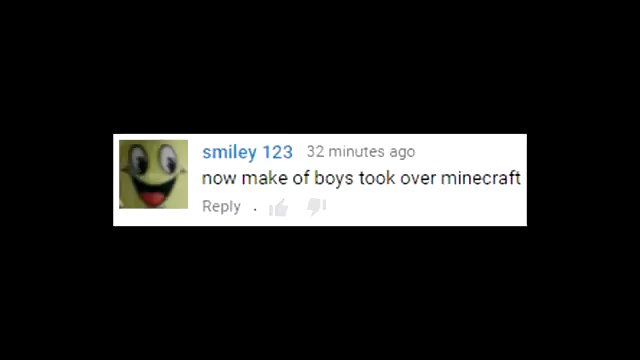 smiley 123 32 minutes ago
now make of boys took over minecraft
Reply .